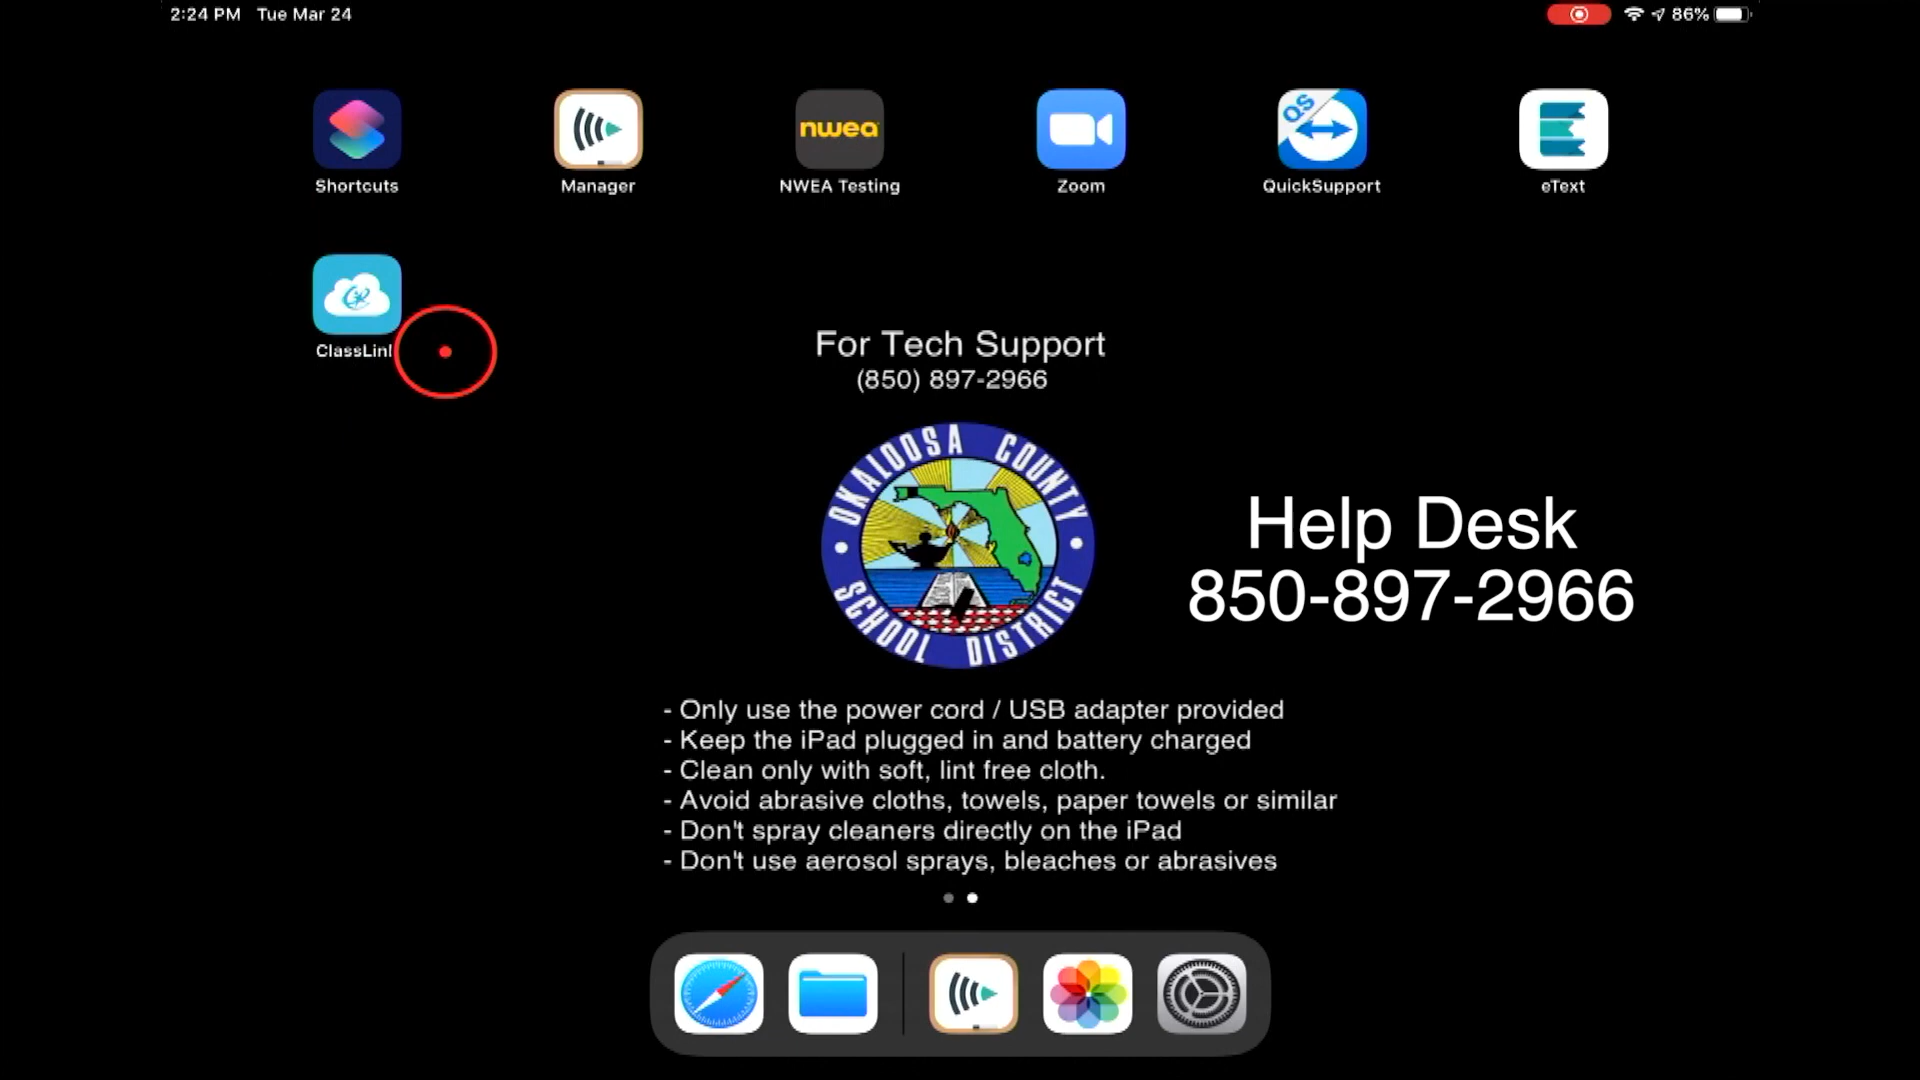 2:24 PM Tue Mar 24
86%
Shortcuts
Manager
nwea
NWEA Testing
Zoom
QS
QuickSupport
eText
ClassLin
For Tech Support
(850) 897-2966
OKALOOSA COUNTY
SCHOOL DISTRICT
Help Desk
850-897-2966
- Only use the power cord / USB adapter provided
- Keep the iPad plugged in and battery charged
- Clean only with soft, lint free cloth.
- Avoid abrasive cloths, towels, paper towels or similar
- Don't spray cleaners directly on the iPad
- Don't use aerosol sprays, bleaches or abrasives